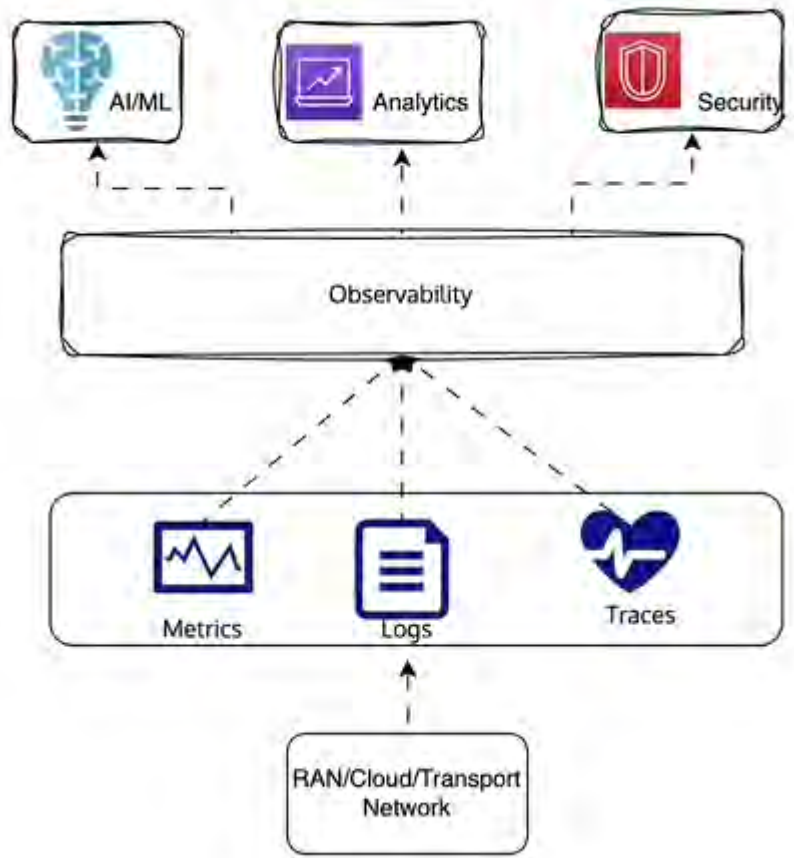 AI/ML
Analytics
Security
Observability
Metrics
Logs
Traces
RAN/Cloud/Transport
Network